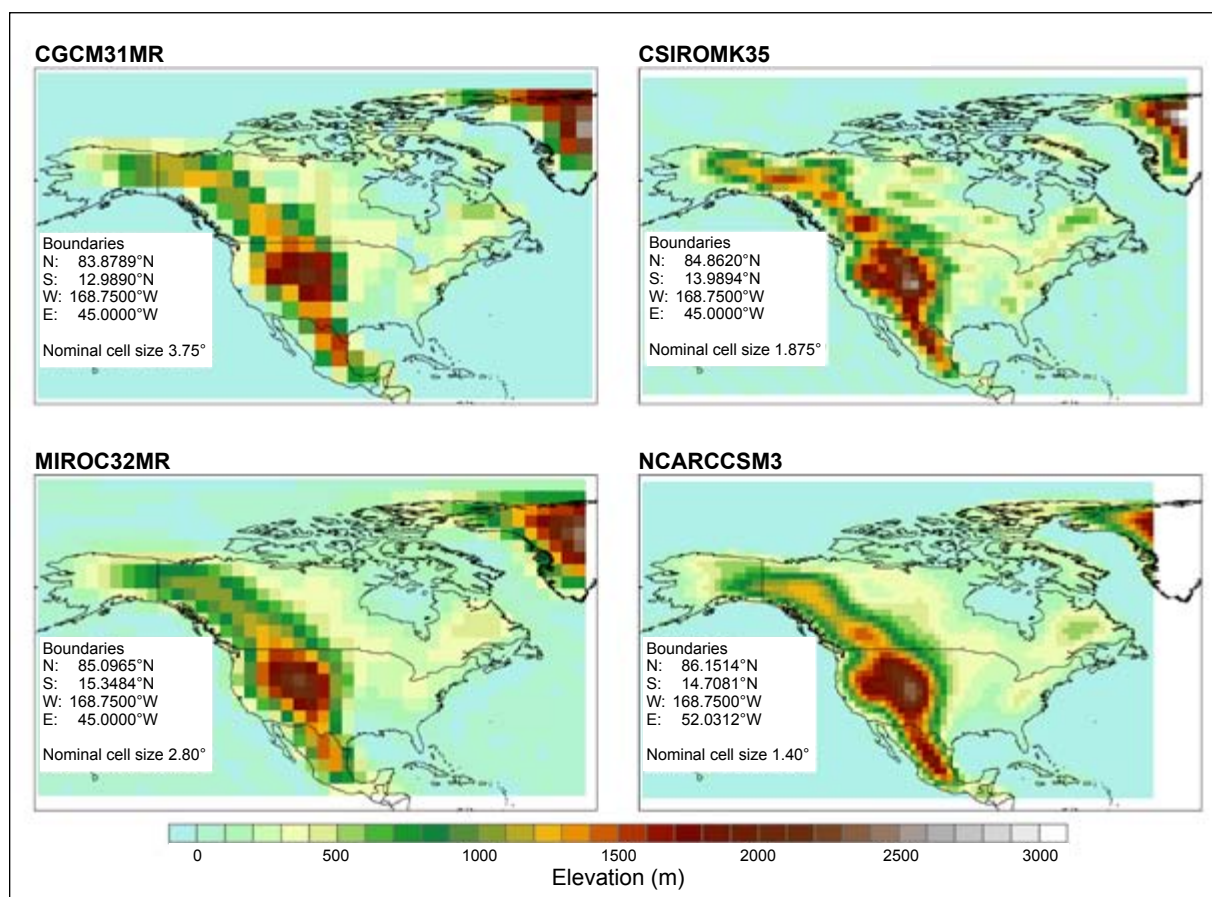 CGCM31MR
Boundaries
N: 83.8789°N
S: 12.9890°N
W: 168.7500°W
E: 45.0000°W
Nominal cell size 3.75°
CSIROMK35
Boundaries
N: 84.8620°N
S: 13.9894°N
W: 168.7500°W
E: 45.0000°W
Nominal cell size 1.875°
MIROC32MR
Boundaries
N: 85.0965°N
S: 15.3484°N
W: 168.7500°W
E: 45.0000°W
Nominal cell size 2.80°
NCARCCSM3
Boundaries
N: 86.1514°N
S: 14.7081°N
W: 168.7500°W
E: 52.0312°W
Nominal cell size 1.40°
0 500 1000 1500 2000 2500 3000
Elevation (m)